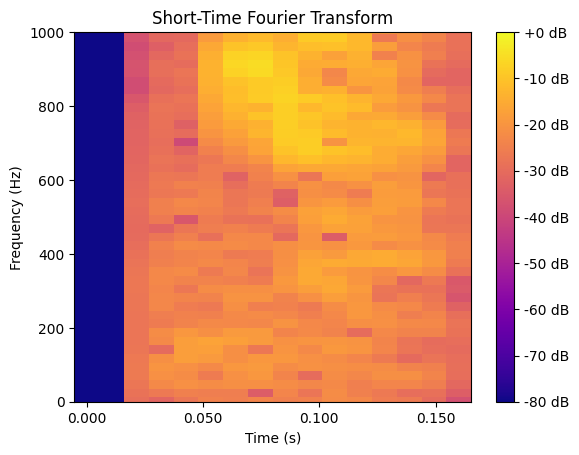 Short-Time Fourier Transform
Frequency (Hz)
1000
800
600
400
200
0
0.000
0.050
0.100
0.150
Time (s)
+0 dB
-10 dB
-20 dB
-30 dB
-40 dB
-50 dB
-60 dB
-70 dB
-80 dB